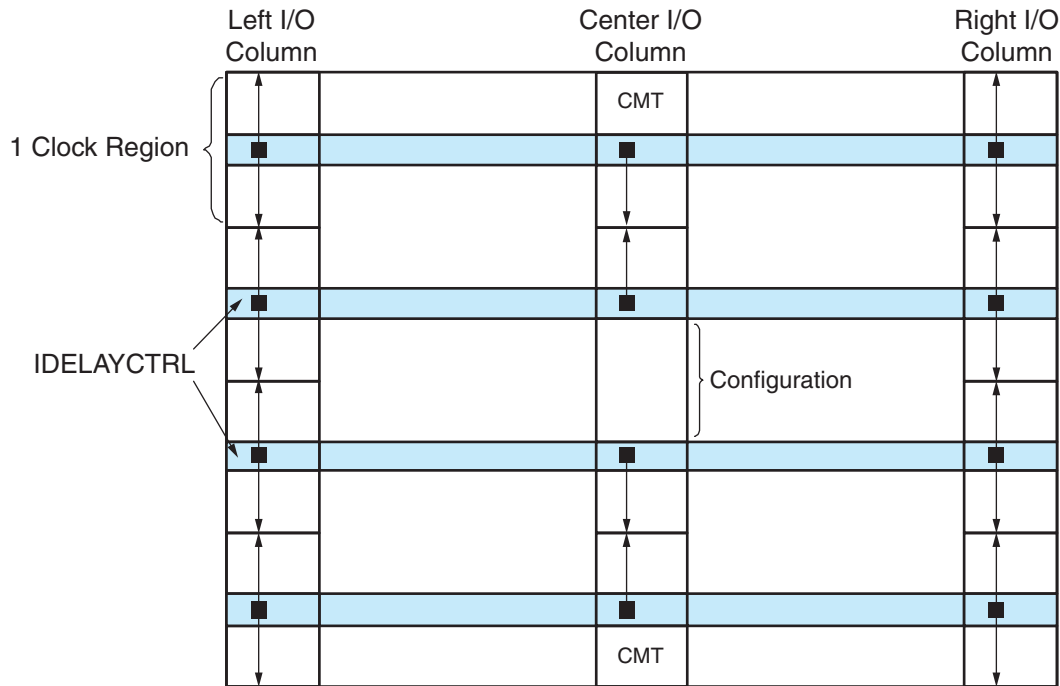 Left I/O
Column
Center I/O
Column
Right I/O
Column
CMT
1 Clock Region
IDELAYCTRL
Configuration
CMT